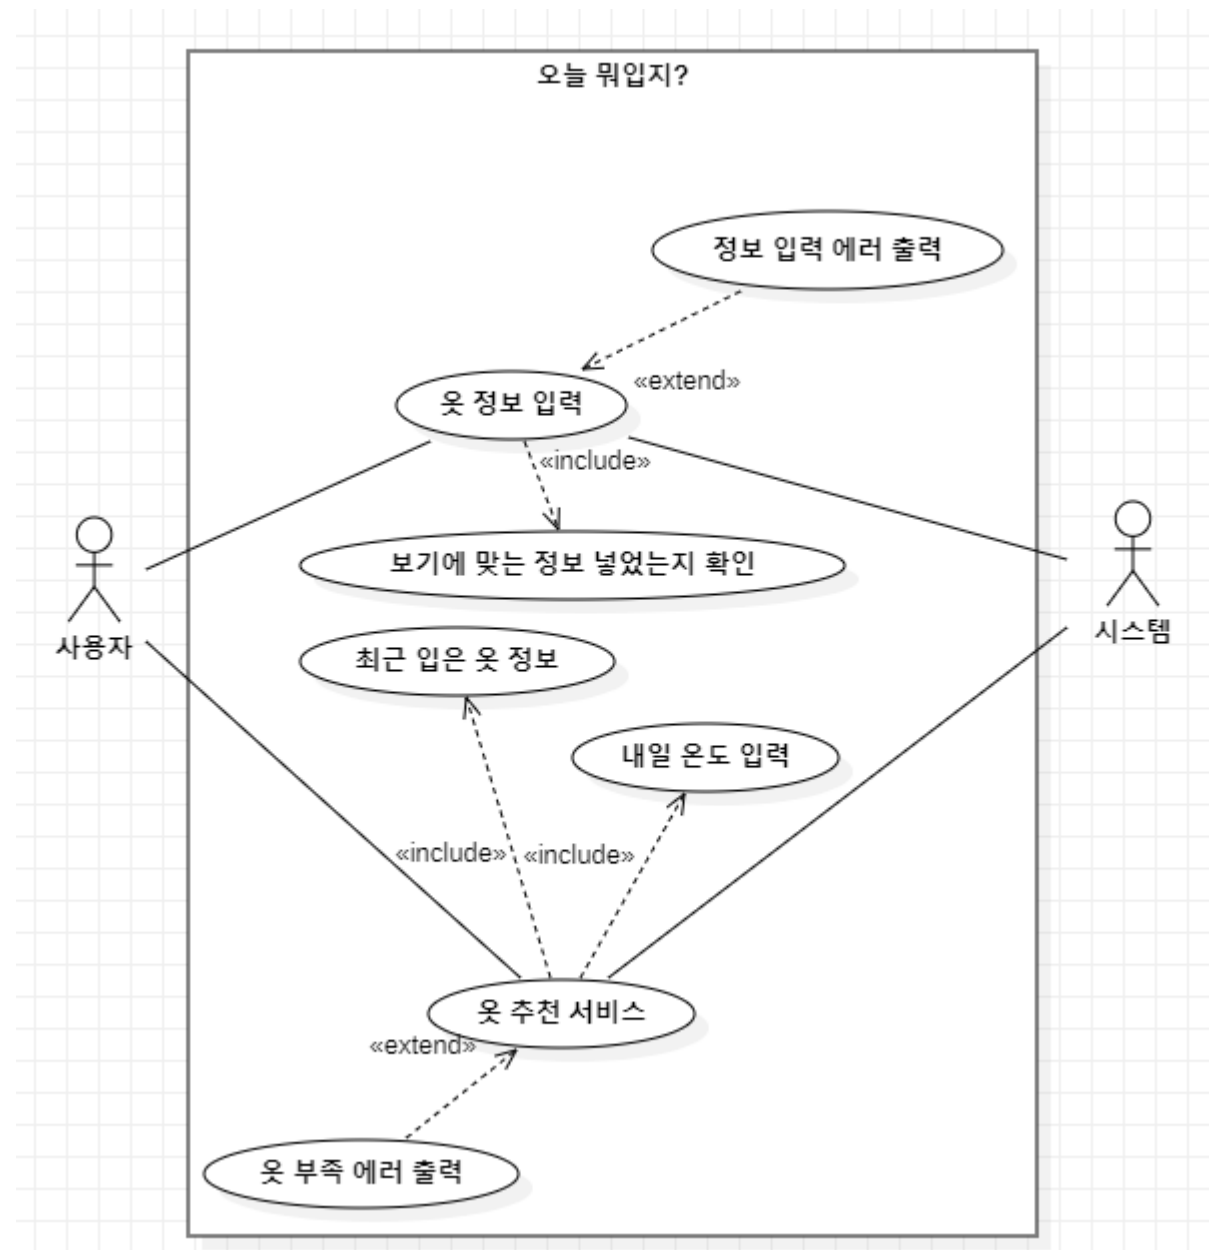 오늘 뭐입지?
정보 입력 에러 출력
«extend»
옷 정보 입력
«include»
보기에 맞는 정보 넣었는지 확인
사용자
시스템
최근 입은 옷 정보
내일 온도 입력
«include»
«include»
옷 추천 서비스
«extend»
옷 부족 에러 출력